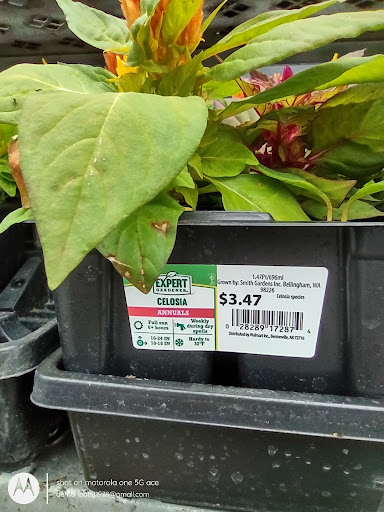 1.47Pt/696ml
Grown by: Smith Gardens Inc. Bellingham, WA
98226
EXPERT
GARDENER
CELOSIA
$3.47
Celosia species
ANNUALS
Full sun
6+ hours
Weekly
during dry
spells
10-24 IN
10-18 IN
Hardy to
32°F
0 28289 17287 4
Distributed by: Walmart Inc., Bentonville, AR 72716
shot on motorola one 5G ace